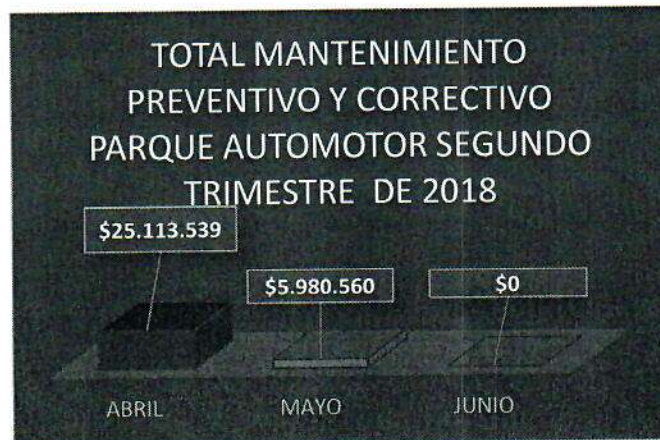 TOTAL MANTENIMIENTO
PREVENTIVO Y CORRECTIVO
PARQUE AUTOMOTOR SEGUNDO
TRIMESTRE DE 2018
$25.113.539
$5.980.560
$0
ABRIL
MAYO
JUNIO